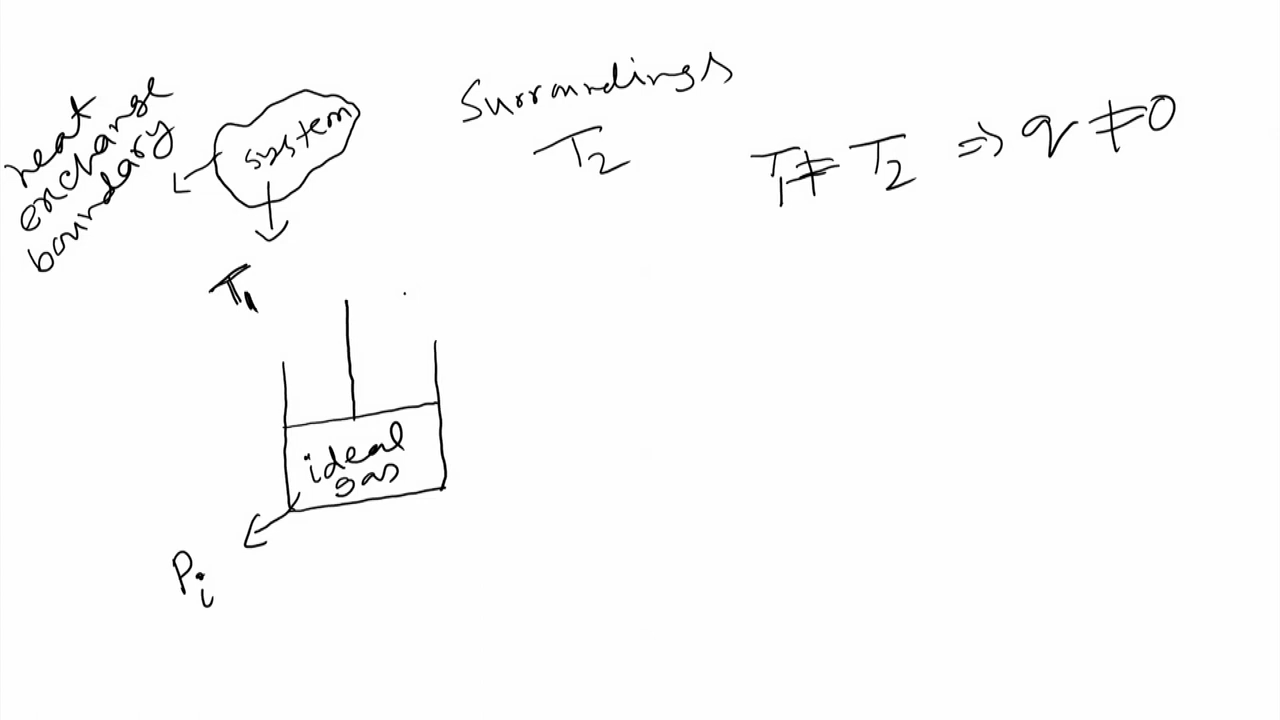 heat
exchange
boundary
system
T₁
Surroundings
T₂
T₁ ≠ T₂ ⇒ q ≠ 0
ideal
gas
Pᵢ